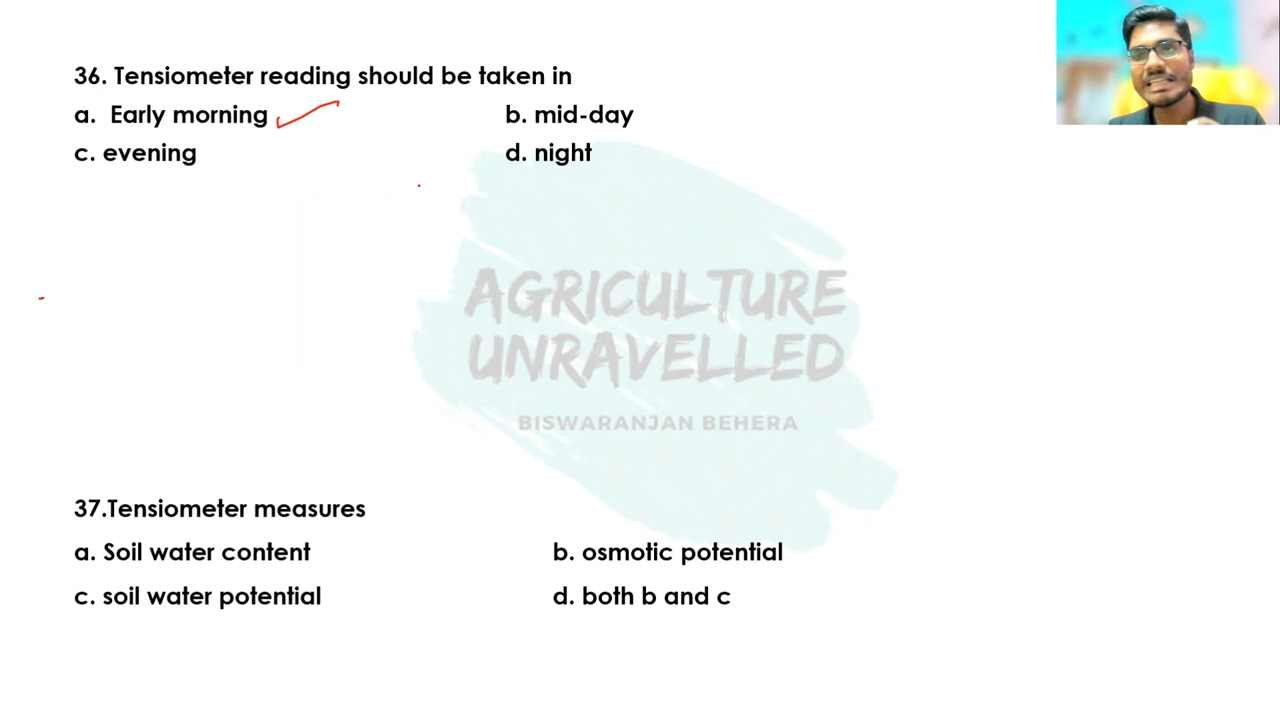 36. Tensiometer reading should be taken in
a. Early morning
b. mid-day
c. evening
d. night
AGRICULTURE
UNRAVELLED
BISWARANJAN BEHERA
37.Tensiometer measures
a. Soil water content
b. osmotic potential
c. soil water potential
d. both b and c